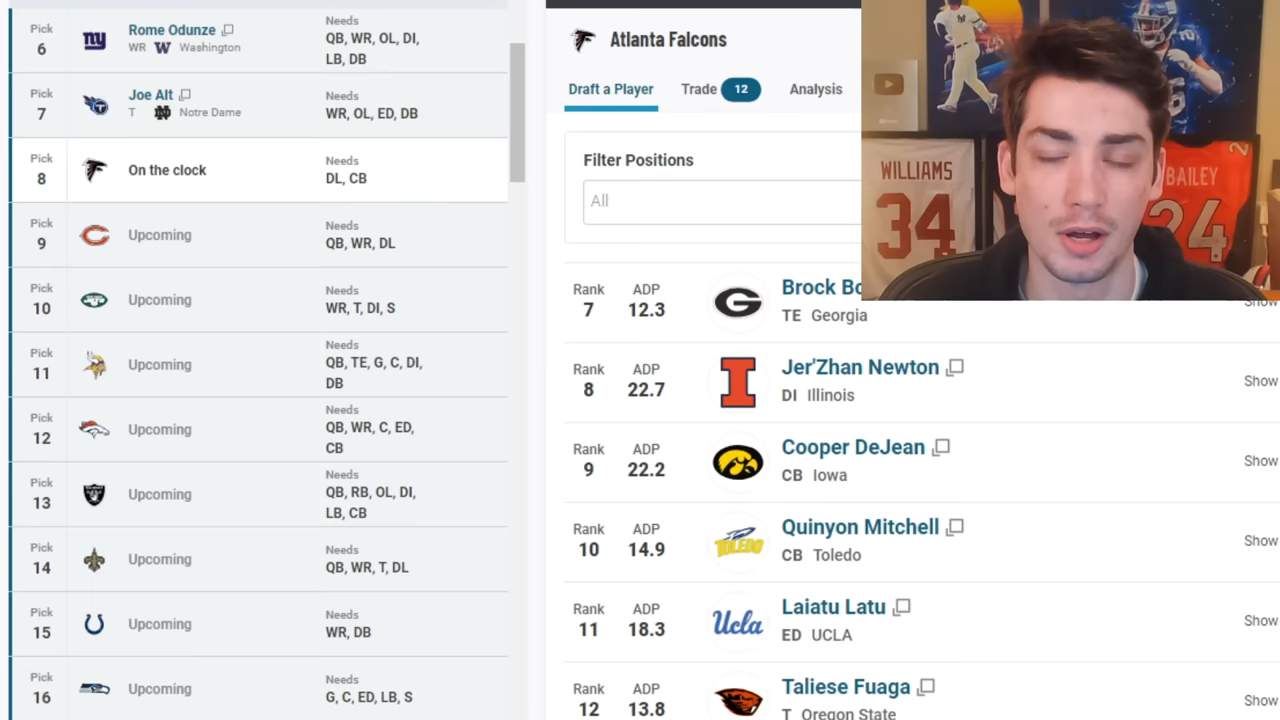 Pick
6
Rome Odunze
WR Washington
Needs
QB, WR, OL, DI,
LB, DB
Pick
7
Joe Alt
T Notre Dame
Needs
WR, OL, ED, DB
Pick
8
On the clock
Needs
DL, CB
Pick
9
Upcoming
Needs
QB, WR, DL
Pick
10
Upcoming
Needs
WR, T, DI, S
Pick
11
Upcoming
Needs
QB, TE, G, C, DI,
DB
Pick
12
Upcoming
Needs
QB, WR, C, ED,
CB
Pick
13
Upcoming
Needs
QB, RB, OL, DI,
LB, CB
Pick
14
Upcoming
Needs
QB, WR, T, DL
Pick
15
Upcoming
Needs
WR, DB
Pick
16
Upcoming
Needs
G, C, ED, LB, S
Atlanta Falcons
Draft a Player Trade 12 Analysis
Filter Positions
All
Rank ADP
7 12.3
Brock
TE Georgia
Rank ADP
8 22.7
Jer'Zhan Newton
DI Illinois
Show
Rank ADP
9 22.2
Cooper DeJean
CB Iowa
Show
Rank ADP
10 14.9
TOLEDO
Quinyon Mitchell
CB Toledo
Show
Rank ADP
11 18.3
Ucla
Laiatu Latu
ED UCLA
Show
Rank ADP
12 13.8
Taliese Fuaga
T Oregon State
Show
WILLIAMS
34
BAILEY
24